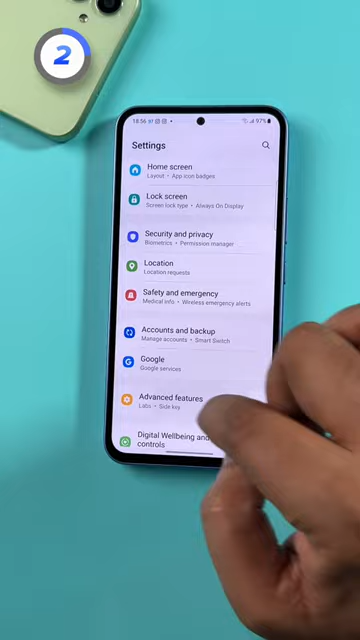 2
18:56
97%
Settings
Home screen
Layout • App icon badges
Lock screen
Screen lock type • Always On Display
Security and privacy
Biometrics • Permission manager
Location
Location requests
Safety and emergency
Medical info • Wireless emergency alerts
Accounts and backup
Manage accounts • Smart Switch
Google
Google services
Advanced features
Labs • Side key
Digital Wellbeing and
controls